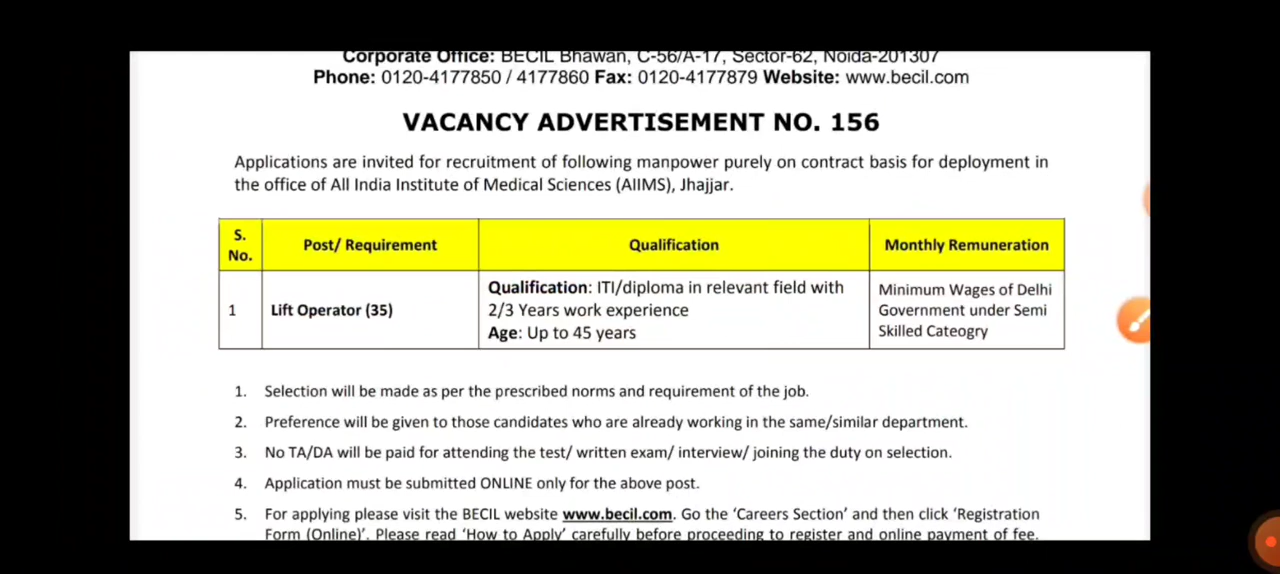 Corporate Office: BECIL Bhawan, C-56/A-17, Sector-62, Noida-201307
Phone: 0120-4177850 / 4177860 Fax: 0120-4177879 Website: www.becil.com
VACANCY ADVERTISEMENT NO. 156
Applications are invited for recruitment of following manpower purely on contract basis for deployment in
the office of All India Institute of Medical Sciences (AIIMS), Jhajjar.
S. No. Post/ Requirement Qualification Monthly Remuneration
1 Lift Operator (35)
Qualification: ITI/diploma in relevant field with
2/3 Years work experience
Age: Up to 45 years
Minimum Wages of Delhi
Government under Semi
Skilled Cateogry
1. Selection will be made as per the prescribed norms and requirement of the job.
2. Preference will be given to those candidates who are already working in the same/similar department.
3. No TA/DA will be paid for attending the test/ written exam/ interview/ joining the duty on selection.
4. Application must be submitted ONLINE only for the above post.
5. For applying please visit the BECIL website www.becil.com. Go the ‘Careers Section’ and then click ‘Registration
Form (Online)’. Please read ‘How to Apply’ carefully before proceeding to register and online payment of fee.